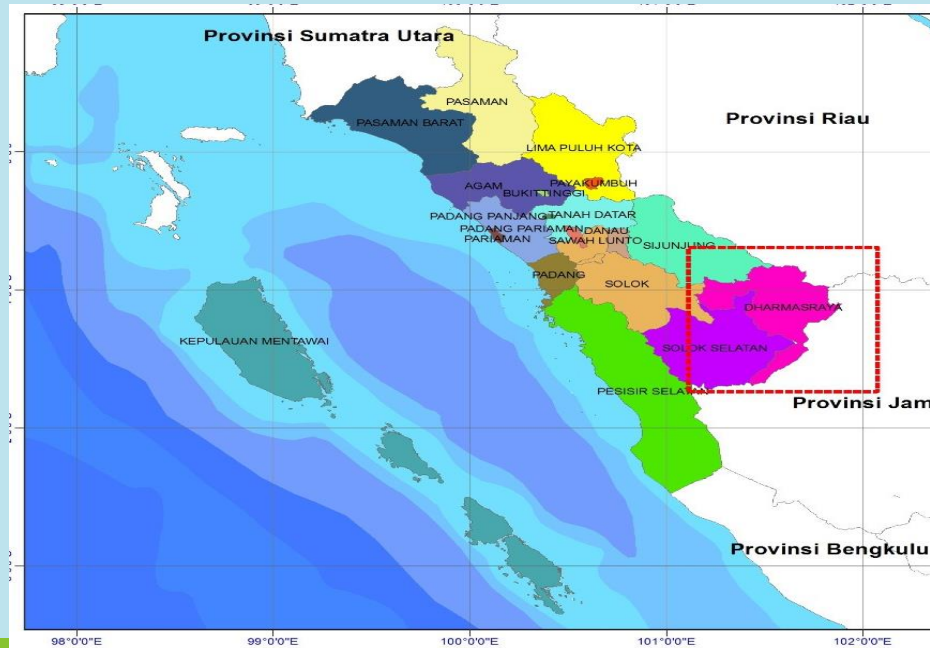 Provinsi Sumatra Utara
PASAMAN
PASAMAN BARAT
Provinsi Riau
LIMA PULUH KOTA
PAYAKUMBUH
AGAM
BUKITTINGGI
PADANG PANJANG
TANAH DATAR
PADANG PARIAMAN
DANAU
PARIAMAN
SAWAH LUNTO
SIJUNJUNG
PADANG
SOLOK
DHARMASRAYA
KEPULAUAN MENTAWAI
SOLOK SELATAN
PESISIR SELATAN
Provinsi Jam
Provinsi Bengkulu
98°0'0"E
99°0'0"E
100°0'0"E
101°0'0"E
102°0'0"E